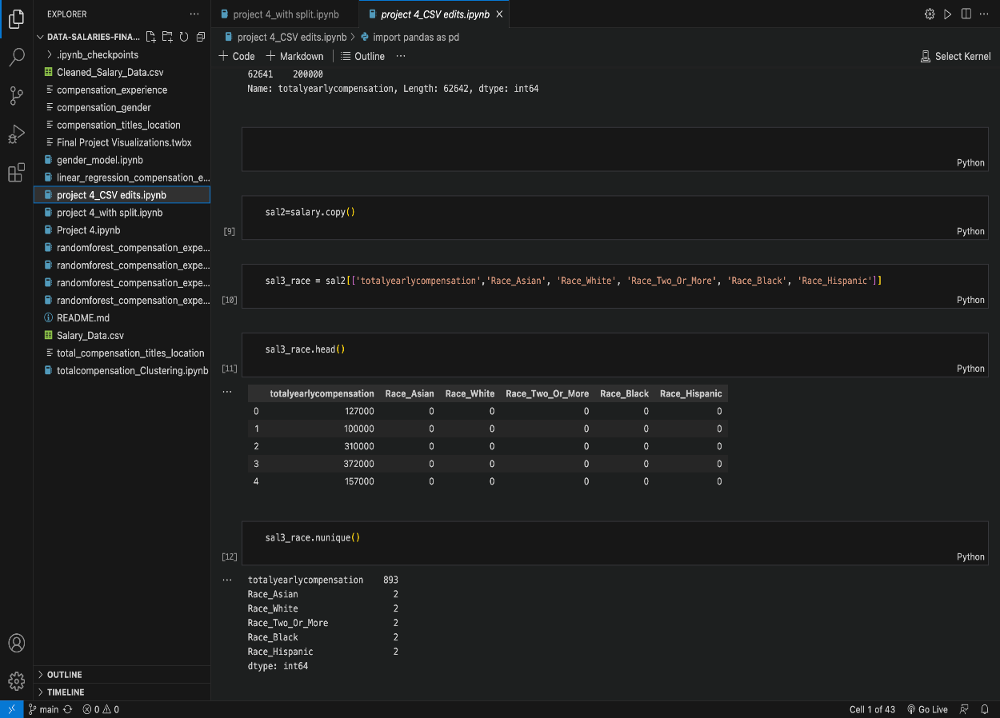 EXPLORER
DATA-SALARIES-FINA...
.ipynb_checkpoints
Cleaned_Salary_Data.csv
compensation_experience
compensation_gender
compensation_titles_location
Final Project Visualizations.twbx
gender_model.ipynb
linear_regression_compensation_e...
project 4_CSV edits.ipynb
project 4_with split.ipynb
Project 4.ipynb
randomforest_compensation_expe...
randomforest_compensation_expe...
randomforest_compensation_expe...
randomforest_compensation_expe...
README.md
Salary_Data.csv
total_compensation_titles_location
totalcompensation_Clustering.ipynb
OUTLINE
TIMELINE
project 4_with split.ipynb project 4_CSV edits.ipynb
project 4_CSV edits.ipynb > import pandas as pd
+ Code + Markdown Outline ... Select Kernel
62641 200000
Name: totalyearlycompensation, Length: 62642, dtype: int64
Python
sal2=salary.copy()
[9] Python
sal3_race = sal2[['totalyearlycompensation','Race_Asian', 'Race_White', 'Race_Two_Or_More', 'Race_Black', 'Race_Hispanic']]
[10] Python
sal3_race.head()
[11] Python
totalyearlycompensation Race_Asian Race_White Race_Two_Or_More Race_Black Race_Hispanic
0 127000 0 0 0 0 0
1 100000 0 0 0 0 0
2 310000 0 0 0 0 0
3 372000 0 0 0 0 0
4 157000 0 0 0 0 0
sal3_race.nunique()
[12] Python
totalyearlycompensation 893
Race_Asian 2
Race_White 2
Race_Two_Or_More 2
Race_Black 2
Race_Hispanic 2
dtype: int64
main 0 0 Cell 1 of 43 Go Live